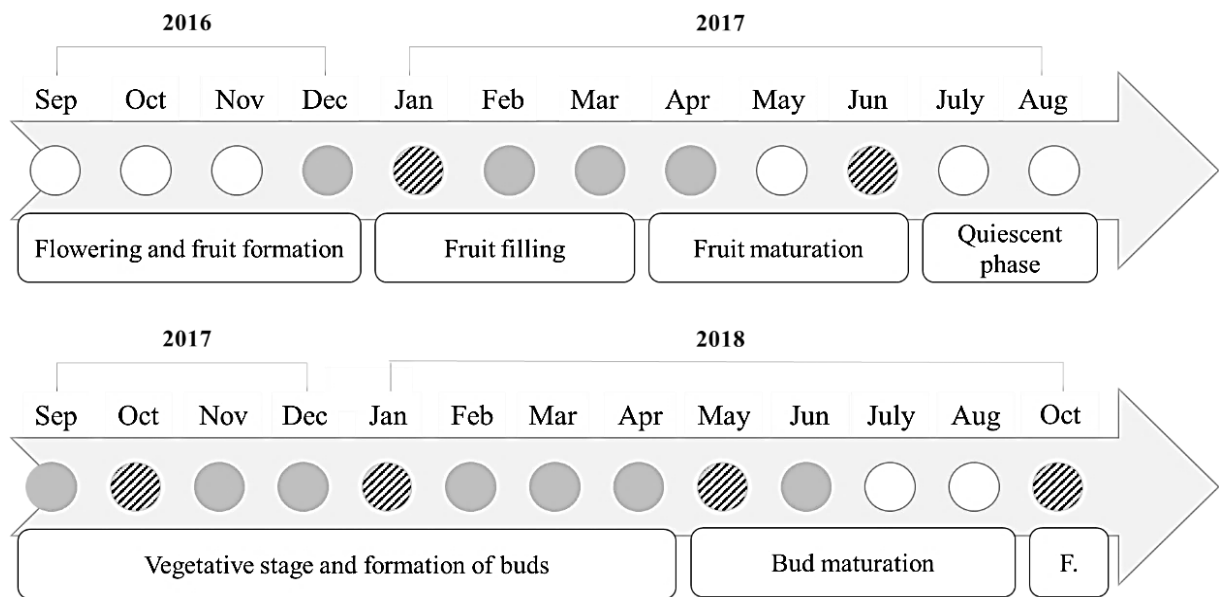 2016 2017
Sep Oct Nov Dec Jan Feb Mar Apr May Jun July Aug
Flowering and fruit formation Fruit filling Fruit maturation Quiescent
phase
2017 2018
Sep Oct Nov Dec Jan Feb Mar Apr May Jun July Aug Oct
Vegetative stage and formation of buds Bud maturation F.